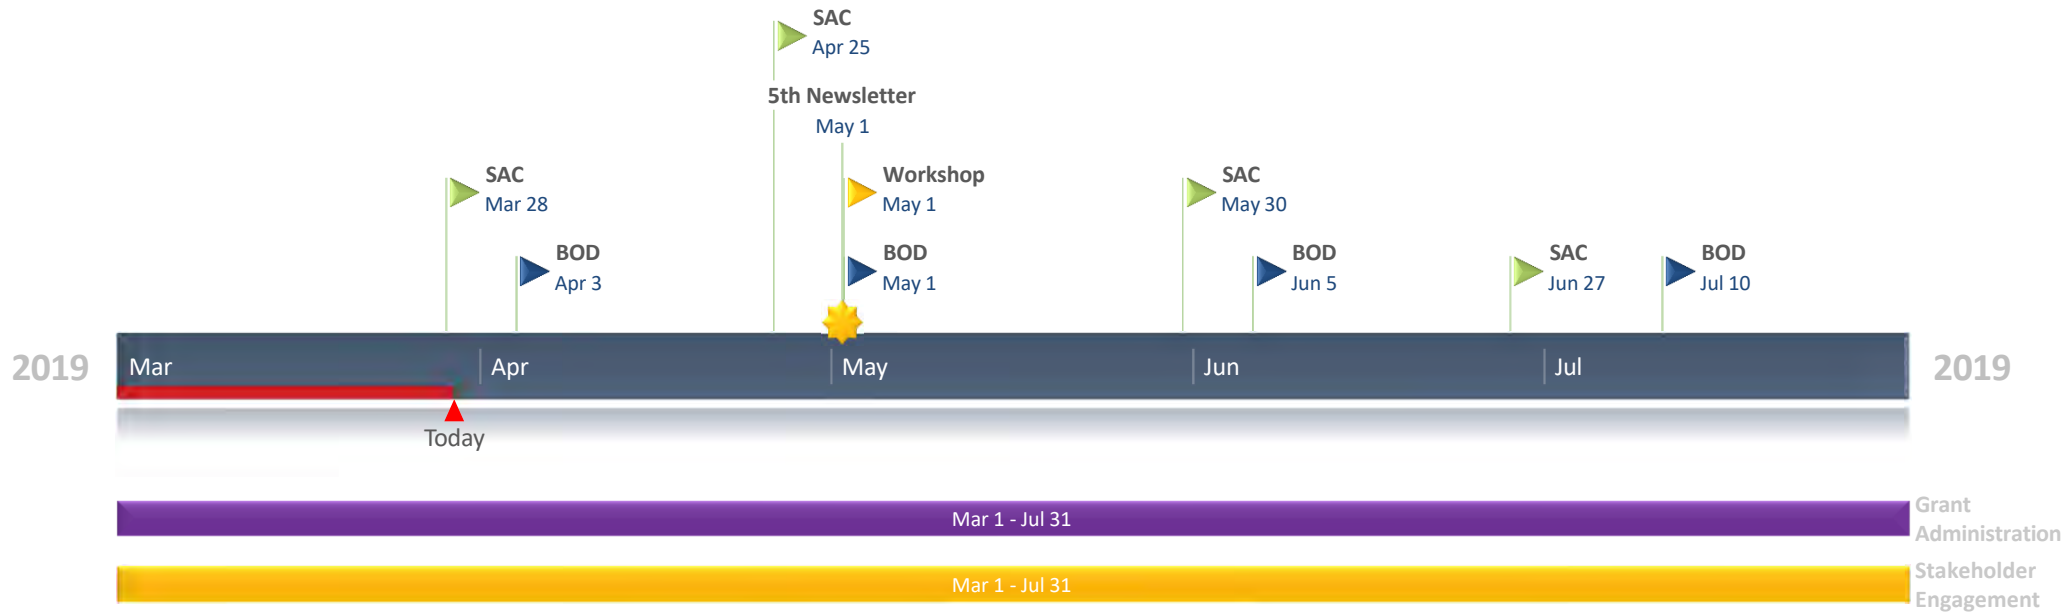 SAC
Apr 25
5th Newsletter
May 1
SAC
Mar 28
Workshop
May 1
SAC
May 30
BOD
Apr 3
BOD
May 1
BOD
Jun 5
SAC
Jun 27
BOD
Jul 10
2019
Mar
Apr
May
Jun
Jul
2019
Today
Mar 1 - Jul 31
Grant
Administration
Mar 1 - Jul 31
Stakeholder
Engagement